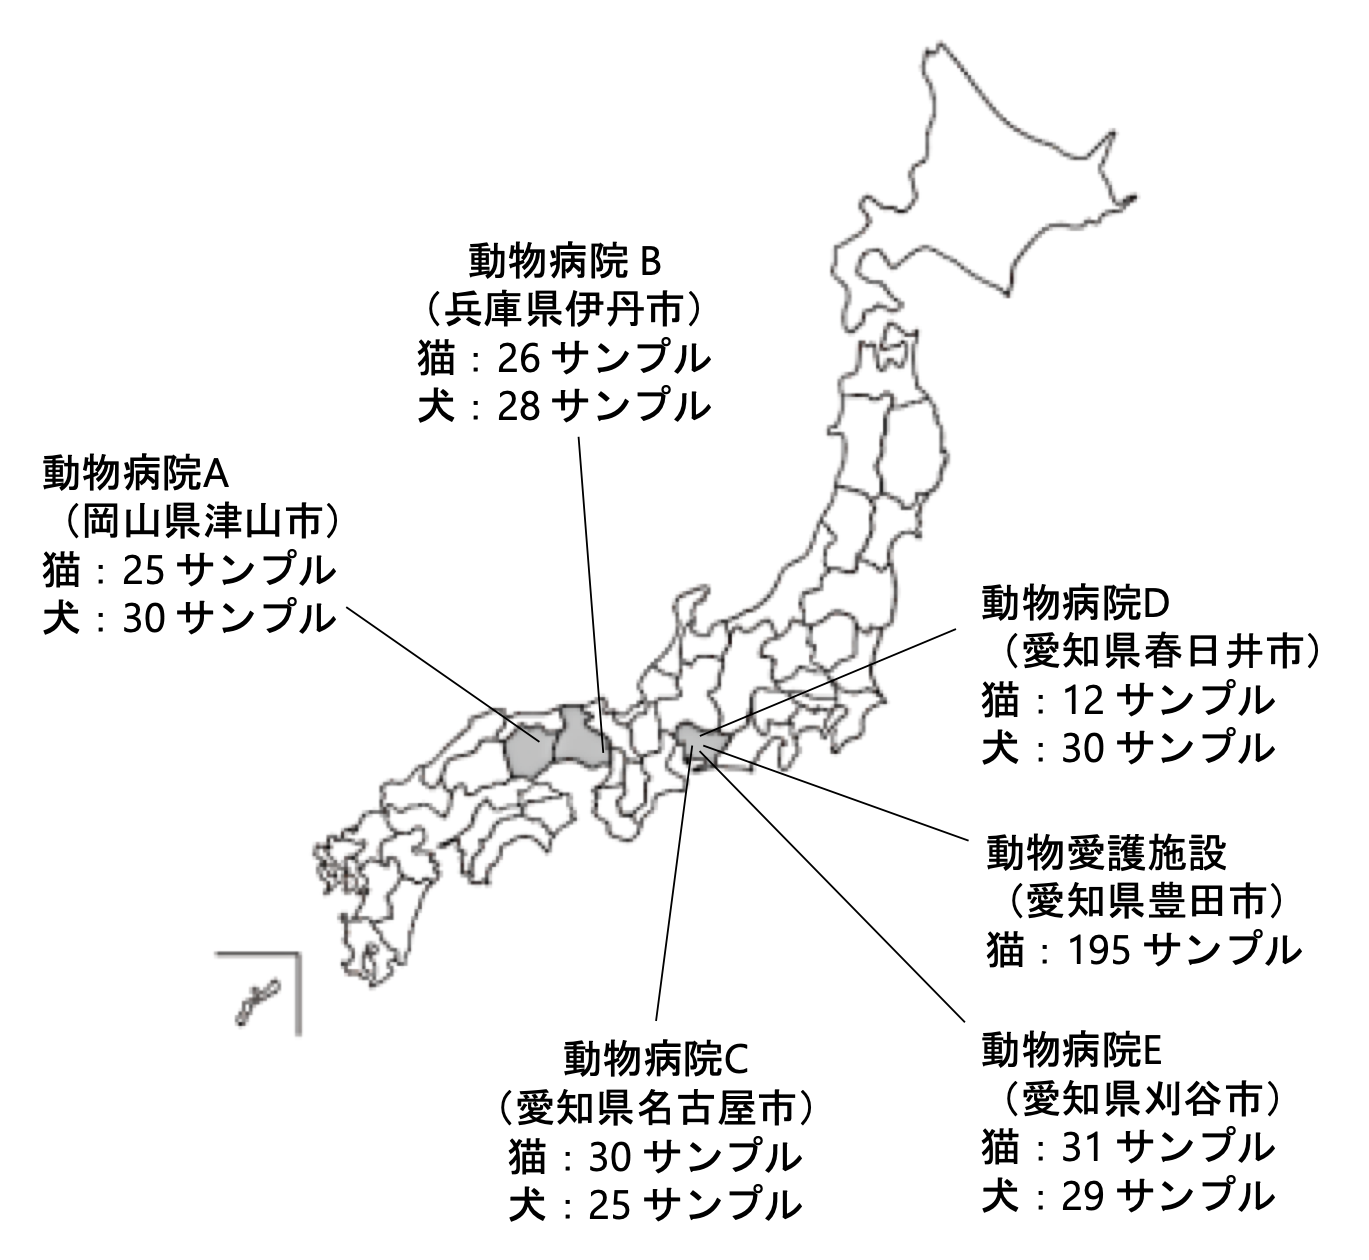 動物病院 B
（兵庫県伊丹市）
猫：26 サンプル
犬：28 サンプル
動物病院A
（岡山県津山市）
猫：25 サンプル
犬：30 サンプル
動物病院D
（愛知県春日井市）
猫：12 サンプル
犬：30 サンプル
動物愛護施設
（愛知県豊田市）
猫：195 サンプル
動物病院C
（愛知県名古屋市）
猫：30 サンプル
犬：25 サンプル
動物病院E
（愛知県刈谷市）
猫：31 サンプル
犬：29 サンプル